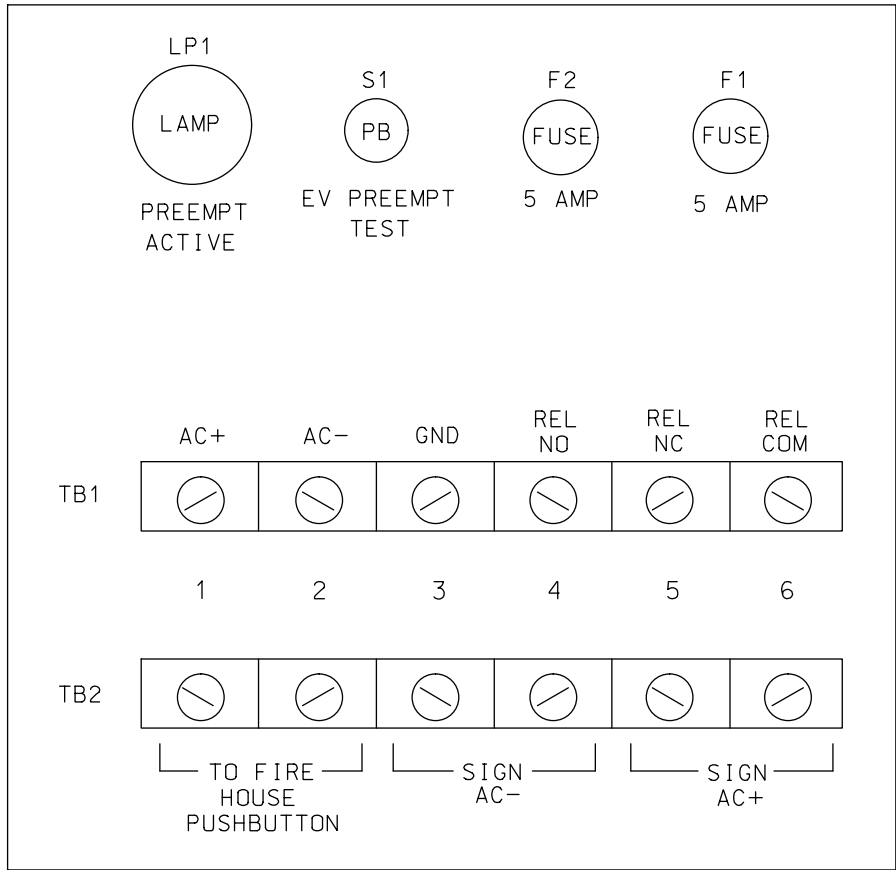 LP1
S1
F2
F1
LAMP
PB
FUSE
FUSE
PREEMPT
ACTIVE
EV PREEMPT
TEST
5 AMP
5 AMP
AC+
AC-
GND
REL
NO
REL
NC
REL
COM
TB1
1 2 3 4 5 6
TB2
TO FIRE
HOUSE
PUSHBUTTON
SIGN
AC-
SIGN
AC+